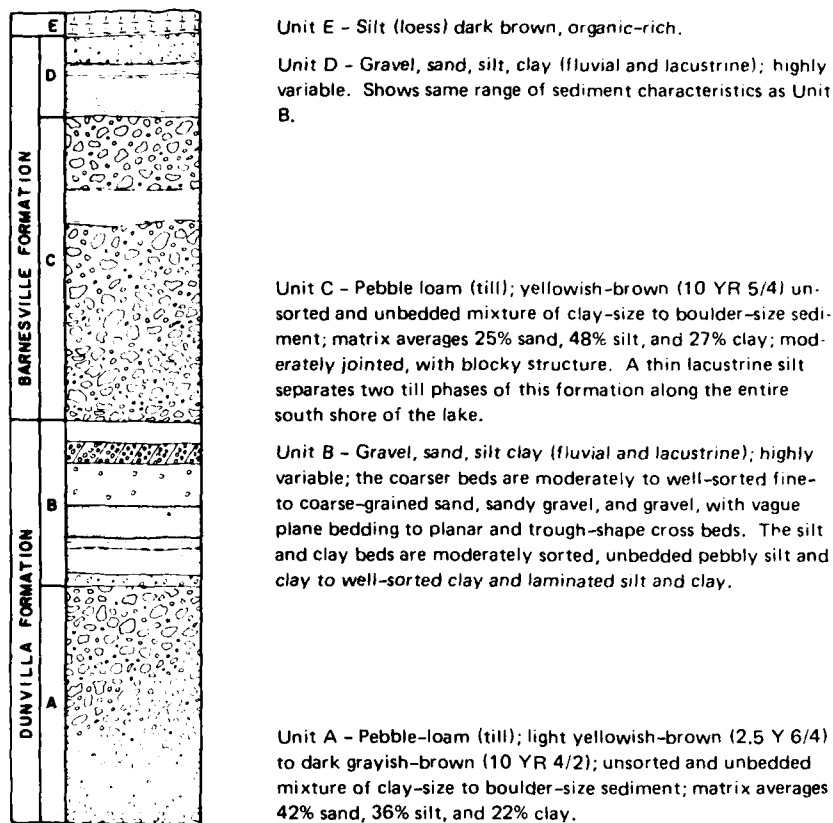 E
D
C
B
A
BARNESVILLE FORMATION
DUNVILLA FORMATION
Unit E – Silt (loess) dark brown, organic-rich.
Unit D – Gravel, sand, silt, clay (fluvial and lacustrine); highly
variable. Shows same range of sediment characteristics as Unit
B.
Unit C – Pebble loam (till); yellowish-brown (10 YR 5/4) un-
sorted and unbedded mixture of clay-size to boulder-size sedi-
ment; matrix averages 25% sand, 48% silt, and 27% clay; mod-
erately jointed, with blocky structure. A thin lacustrine silt
separates two till phases of this formation along the entire
south shore of the lake.
Unit B – Gravel, sand, silt clay (fluvial and lacustrine); highly
variable; the coarser beds are moderately to well-sorted fine-
to coarse-grained sand, sandy gravel, and gravel, with vague
plane bedding to planar and trough-shape cross beds. The silt
and clay beds are moderately sorted, unbedded pebbly silt and
clay to well-sorted clay and laminated silt and clay.
Unit A – Pebble-loam (till); light yellowish-brown (2.5 Y 6/4)
to dark grayish-brown (10 YR 4/2); unsorted and unbedded
mixture of clay-size to boulder-size sediment; matrix averages
42% sand, 36% silt, and 22% clay.